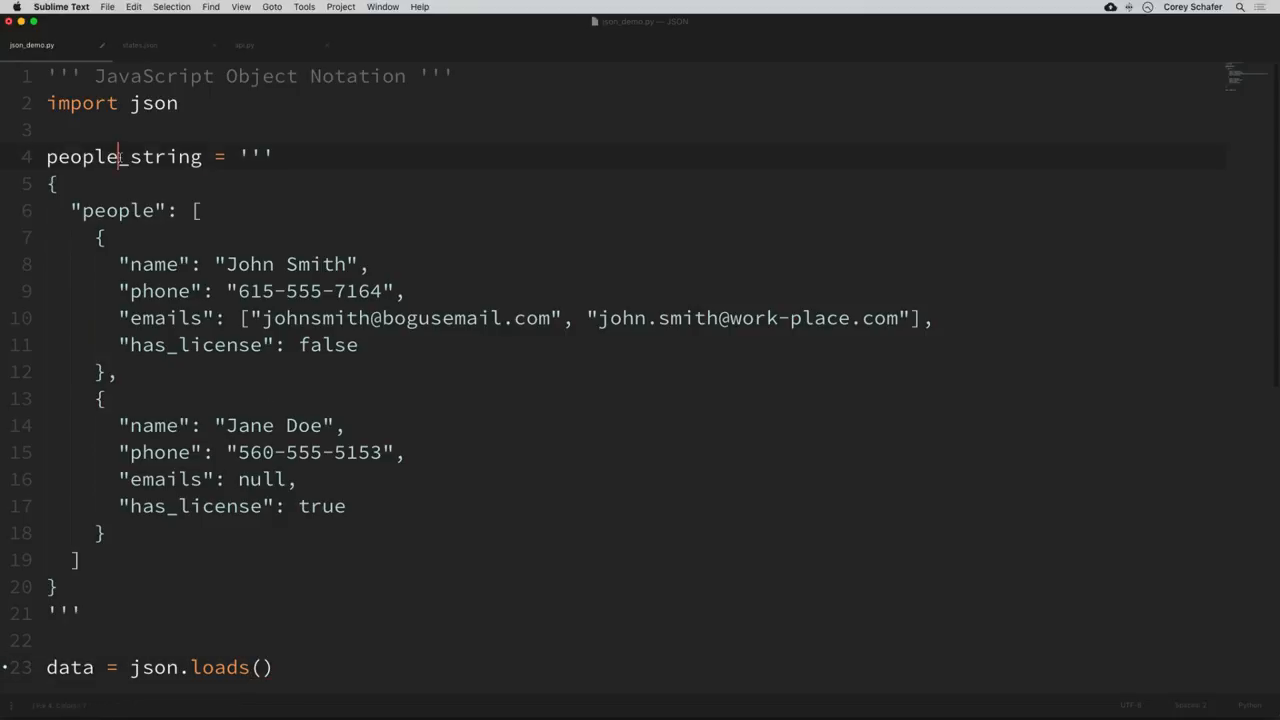 Sublime Text File Edit Selection Find View Goto Tools Project Window Help Corey Schafer
json_demo.py — JSON
json_demo.py states.json api.py
1 ''' JavaScript Object Notation '''
2 import json
3
4 people_string = '''
5 {
6 "people": [
7 {
8 "name": "John Smith",
9 "phone": "615-555-7164",
10 "emails": ["johnsmith@bogusemail.com", "john.smith@work-place.com"],
11 "has_license": false
12 },
13 {
14 "name": "Jane Doe",
15 "phone": "560-555-5153",
16 "emails": null,
17 "has_license": true
18 }
19 ]
20 }
21 '''
22
23 data = json.loads()
UTF-8 Spaces: 2 Python